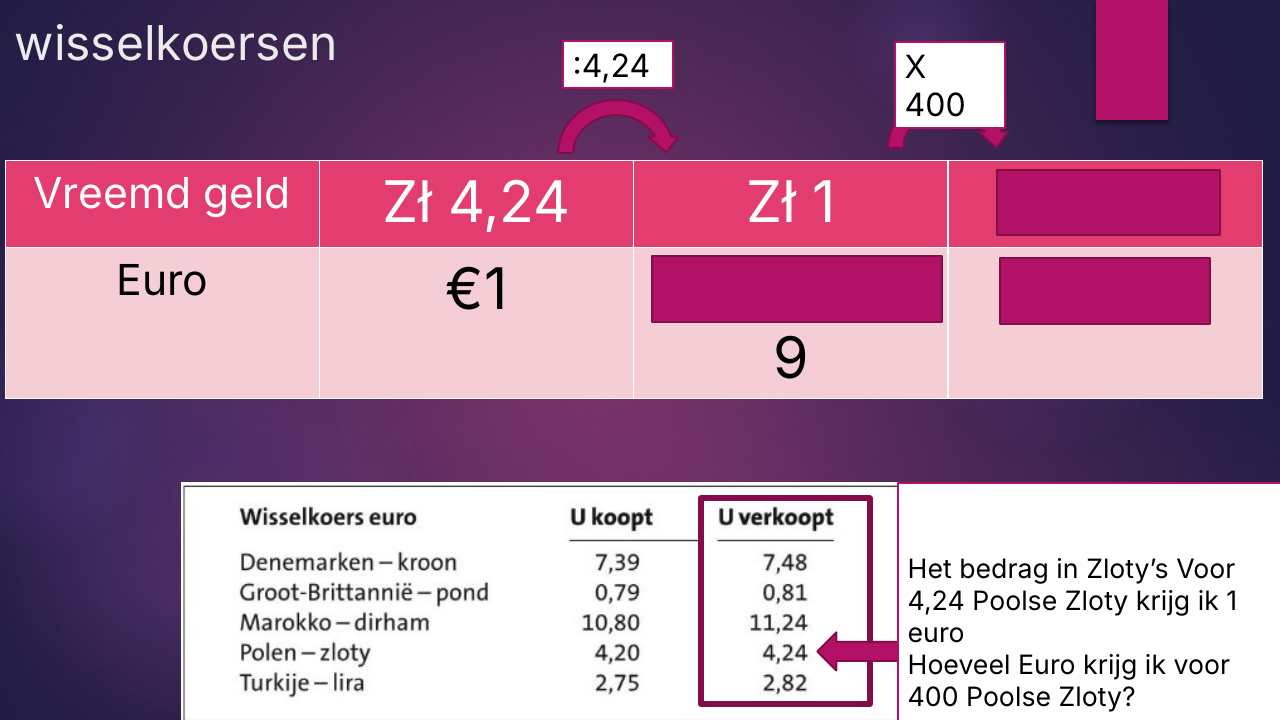 wisselkoersen
:4,24
X
400
Vreemd geld Zł 4,24 Zł 1
Euro €1
9
Wisselkoers euro U koopt U verkoopt
Denemarken – kroon 7,39 7,48
Groot-Brittannië – pond 0,79 0,81
Marokko – dirham 10,80 11,24
Polen – zloty 4,20 4,24
Turkije – lira 2,75 2,82
Het bedrag in Zloty’s Voor
4,24 Poolse Zloty krijg ik 1
euro
Hoeveel Euro krijg ik voor
400 Poolse Zloty?